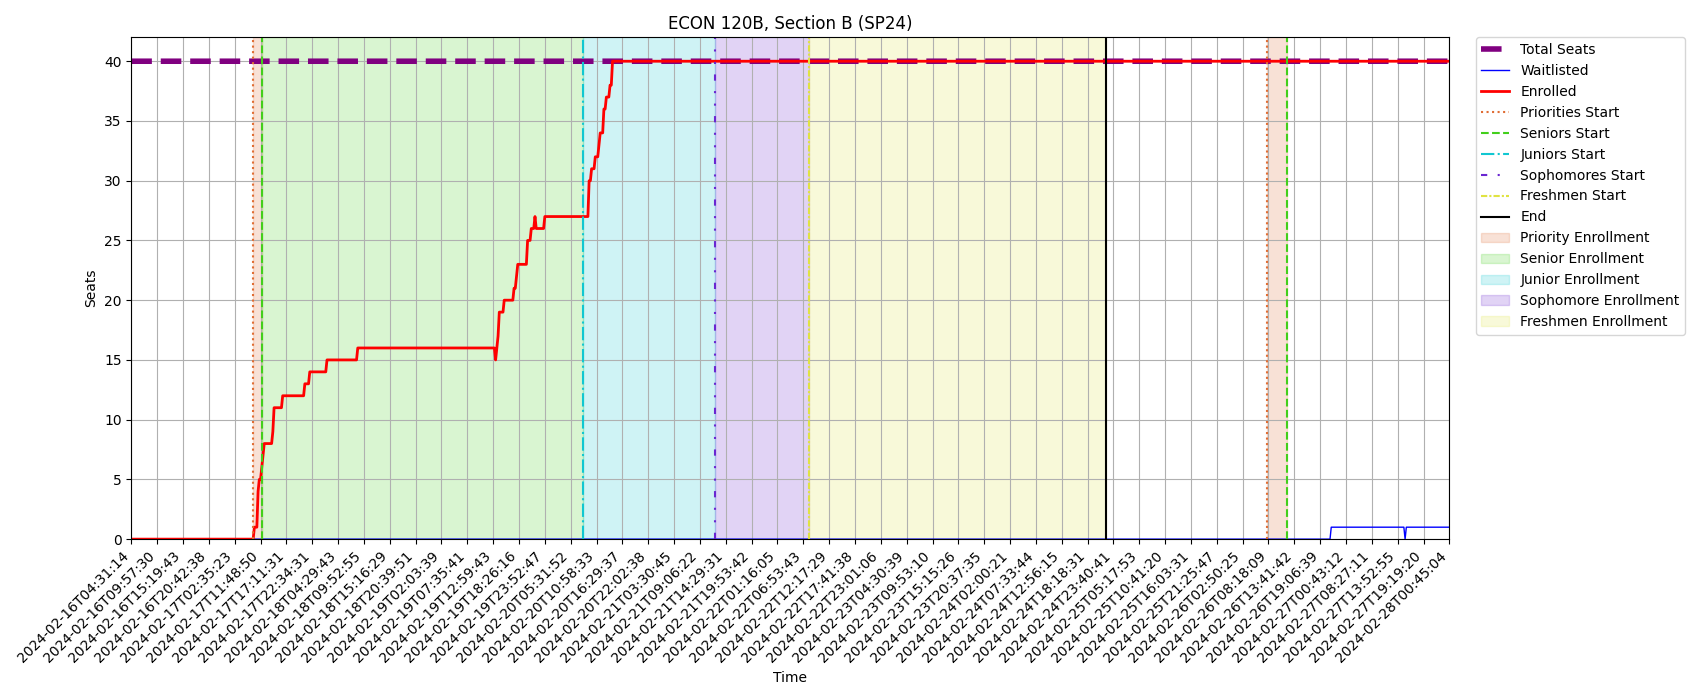 ECON 120B, Section B (SP24)
Total Seats
Waitlisted
Enrolled
Priorities Start
Seniors Start
Juniors Start
Sophomores Start
Freshmen Start
End
Priority Enrollment
Senior Enrollment
Junior Enrollment
Sophomore Enrollment
Freshmen Enrollment
Seats
40
35
30
25
20
15
10
5
0
2024-02-16T04:31:14
2024-02-16T09:57:30
2024-02-16T15:19:43
2024-02-16T20:42:38
2024-02-17T02:35:23
2024-02-17T11:48:50
2024-02-17T17:11:31
2024-02-17T22:34:31
2024-02-18T04:29:43
2024-02-18T09:52:55
2024-02-18T15:16:29
2024-02-18T20:39:51
2024-02-19T02:03:39
2024-02-19T07:35:41
2024-02-19T12:59:43
2024-02-19T18:26:16
2024-02-19T23:52:47
2024-02-20T05:31:52
2024-02-20T10:58:33
2024-02-20T16:29:37
2024-02-20T22:02:38
2024-02-21T03:30:45
2024-02-21T09:06:22
2024-02-21T14:29:31
2024-02-21T19:53:42
2024-02-22T01:16:05
2024-02-22T06:53:43
2024-02-22T12:17:29
2024-02-22T17:41:38
2024-02-22T23:01:06
2024-02-23T04:30:39
2024-02-23T09:53:10
2024-02-23T15:15:26
2024-02-23T20:37:35
2024-02-24T02:00:21
2024-02-24T07:33:44
2024-02-24T12:56:15
2024-02-24T18:18:31
2024-02-24T23:40:41
2024-02-25T05:17:53
2024-02-25T10:41:20
2024-02-25T16:03:31
2024-02-25T21:25:47
2024-02-26T02:50:25
2024-02-26T08:18:09
2024-02-26T13:41:42
2024-02-26T19:06:39
2024-02-27T00:43:12
2024-02-27T08:27:11
2024-02-27T13:52:55
2024-02-27T19:19:20
2024-02-28T00:45:04
Time